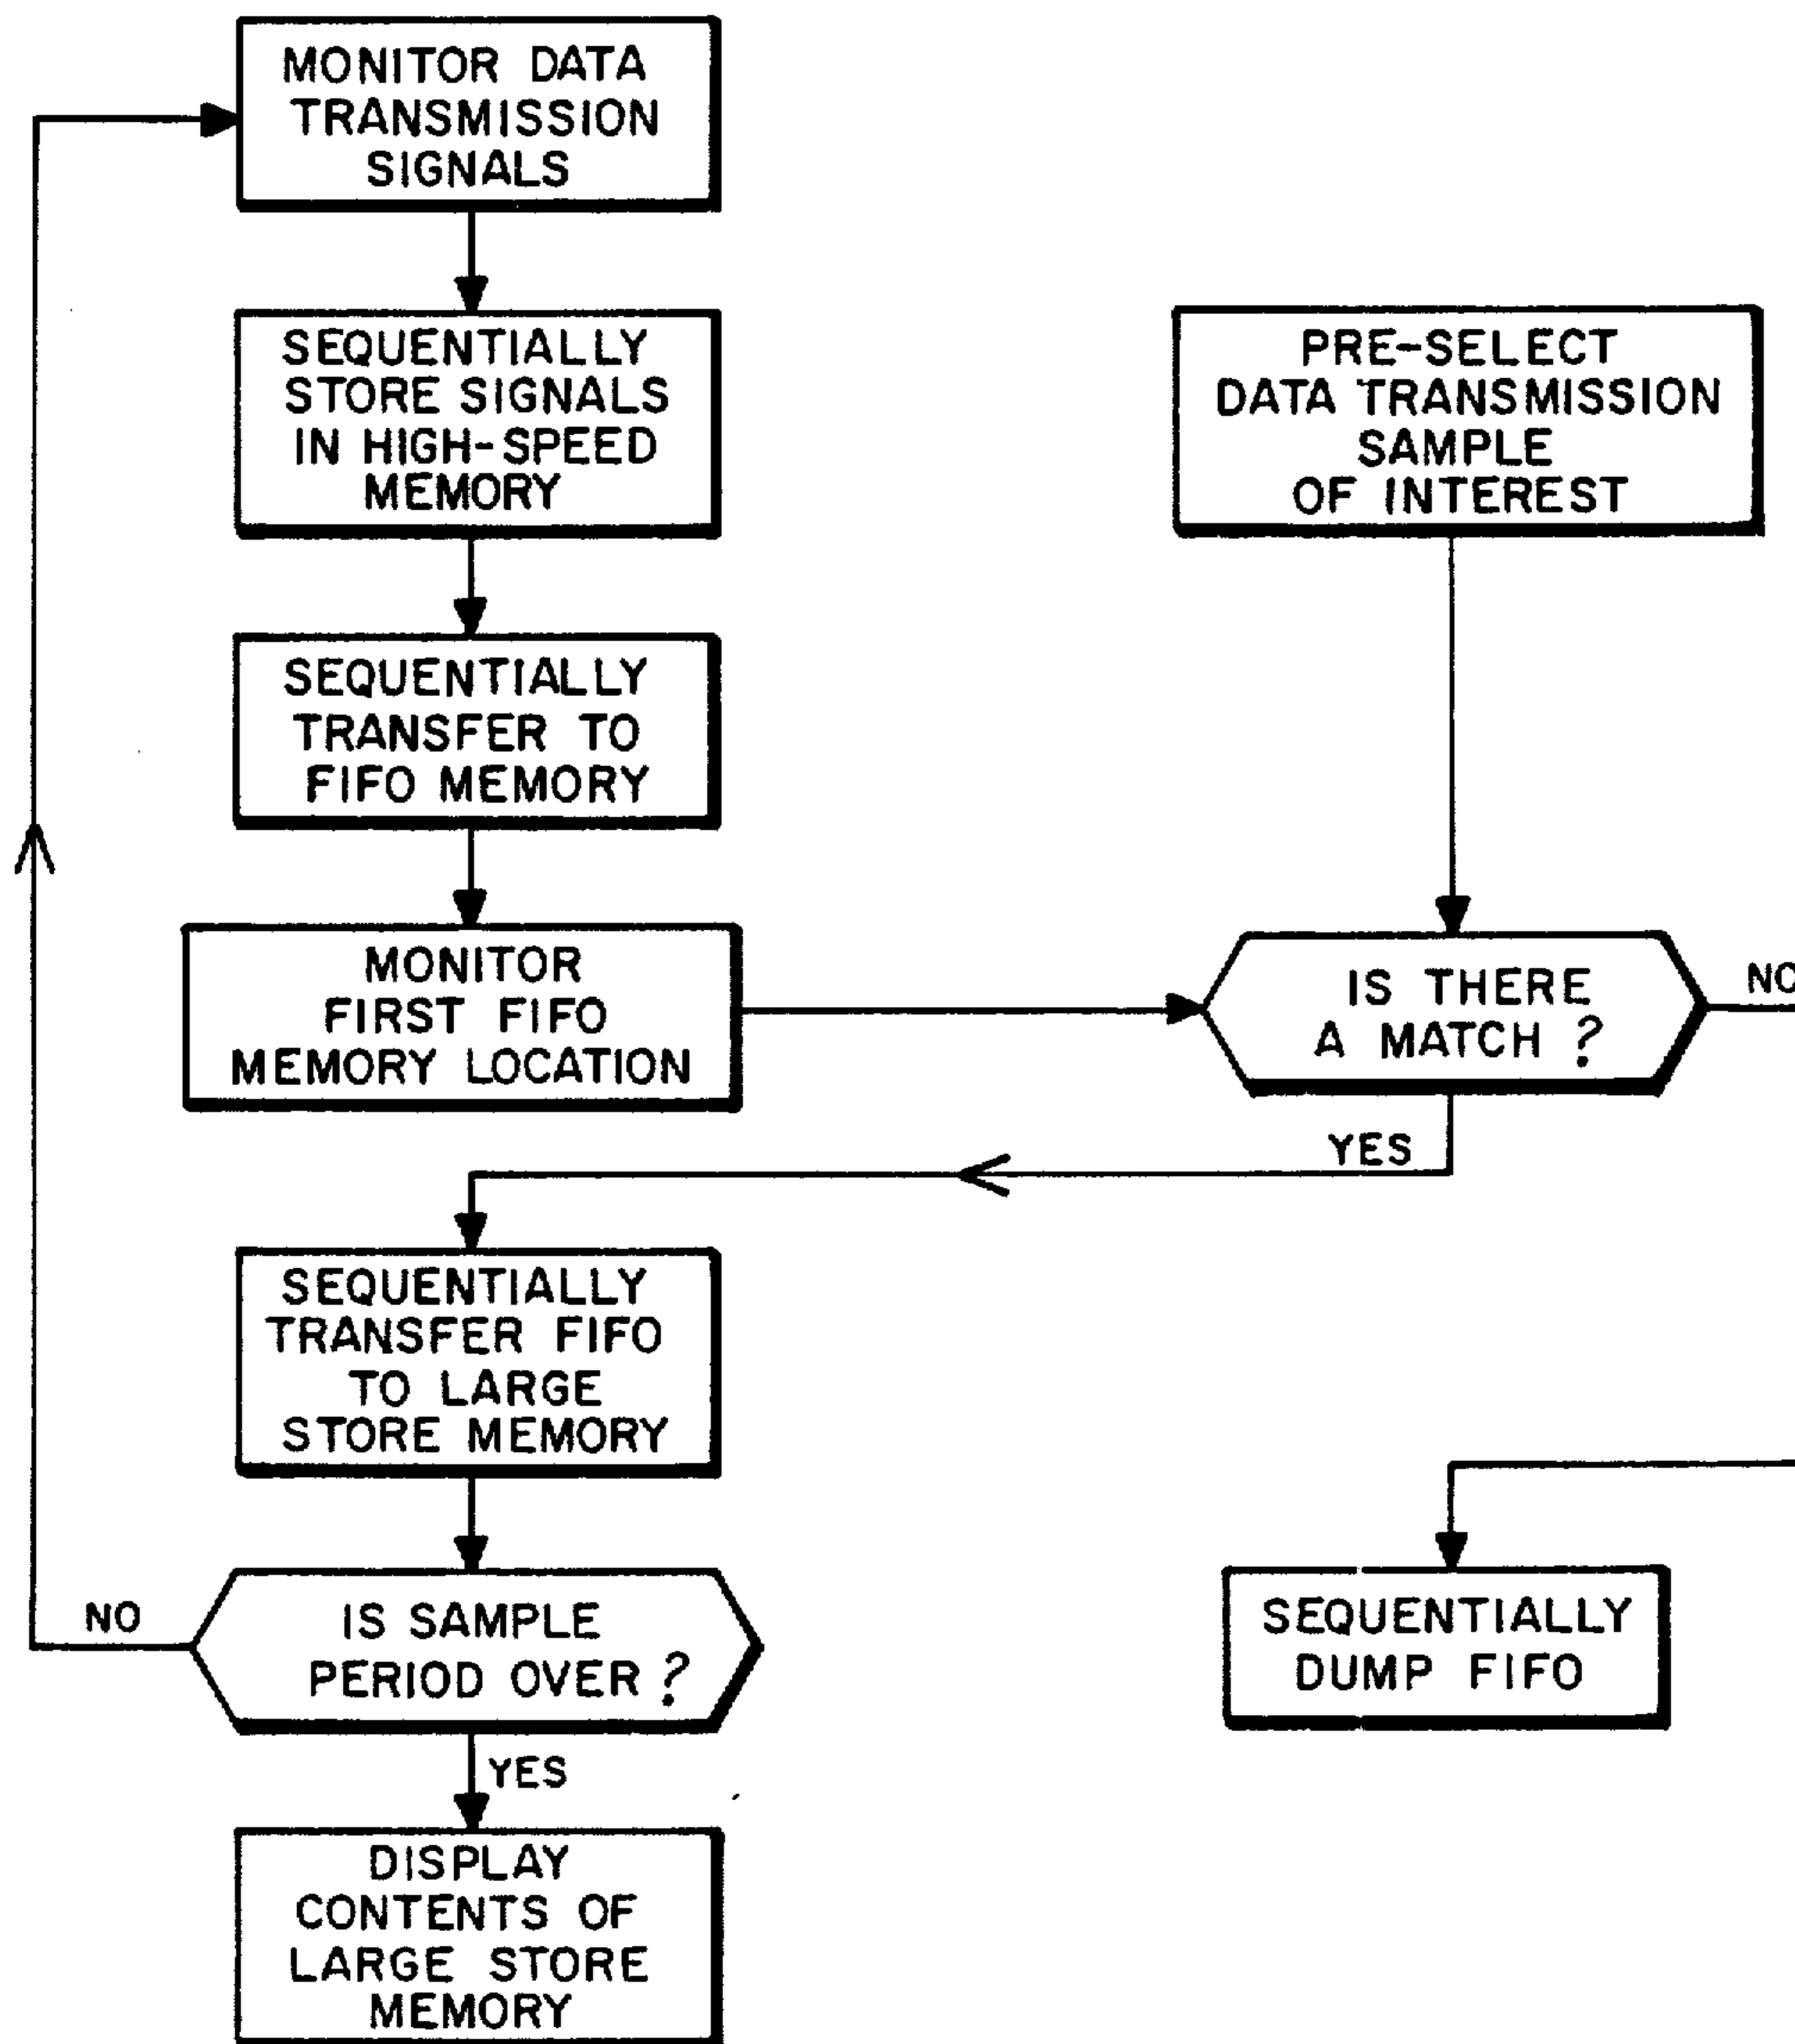 MONITOR DATA
TRANSMISSION
SIGNALS
SEQUENTIALLY
STORE SIGNALS
IN HIGH-SPEED
MEMORY
PRE-SELECT
DATA TRANSMISSION
SAMPLE
OF INTEREST
SEQUENTIALLY
TRANSFER TO
FIFO MEMORY
MONITOR
FIRST FIFO
MEMORY LOCATION
IS THERE
A MATCH ?
NO
YES
SEQUENTIALLY
TRANSFER FIFO
TO LARGE
STORE MEMORY
NO
IS SAMPLE
PERIOD OVER ?
SEQUENTIALLY
DUMP FIFO
YES
DISPLAY
CONTENTS OF
LARGE STORE
MEMORY